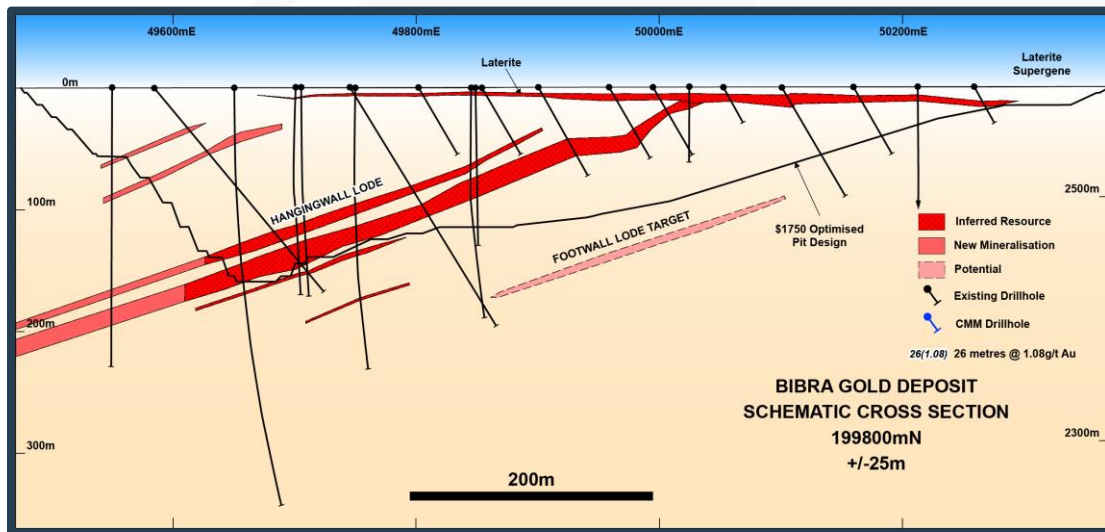 49600mE
49800mE
50000mE
50200mE
Laterite
Laterite
Supergene
0m
100m
200m
300m
2500m
2300m
HANGINGWALL LODE
FOOTWALL LODE TARGET
$1750 Optimised
Pit Design
Inferred Resource
New Mineralisation
Potential
Existing Drillhole
CMM Drillhole
26(1.08) 26 metres @ 1.08g/t Au
BIBRA GOLD DEPOSIT
SCHEMATIC CROSS SECTION
199800mN
+/-25m
200m